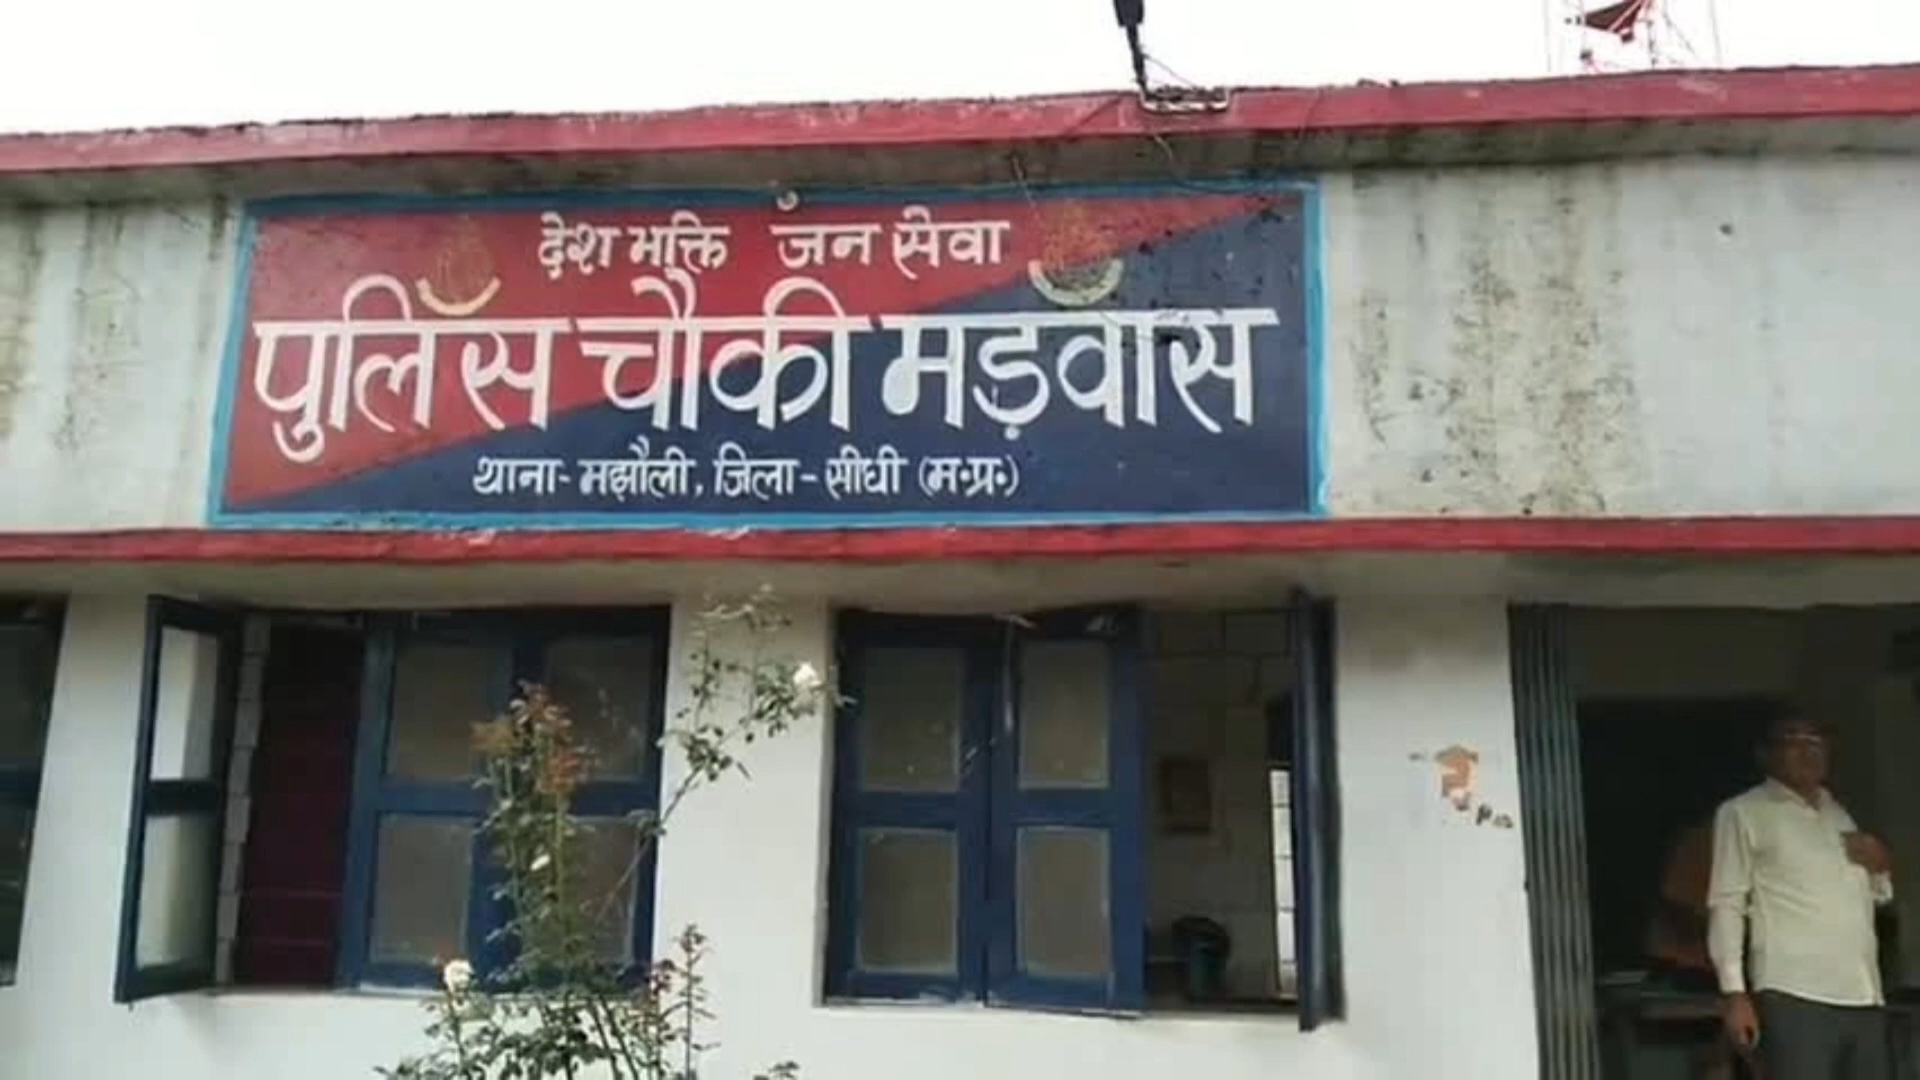 देश भक्ति जन सेवा
पुलिस चौकी मड़वास
थाना-मझौली, जिला-सीधी (म.प्र.)